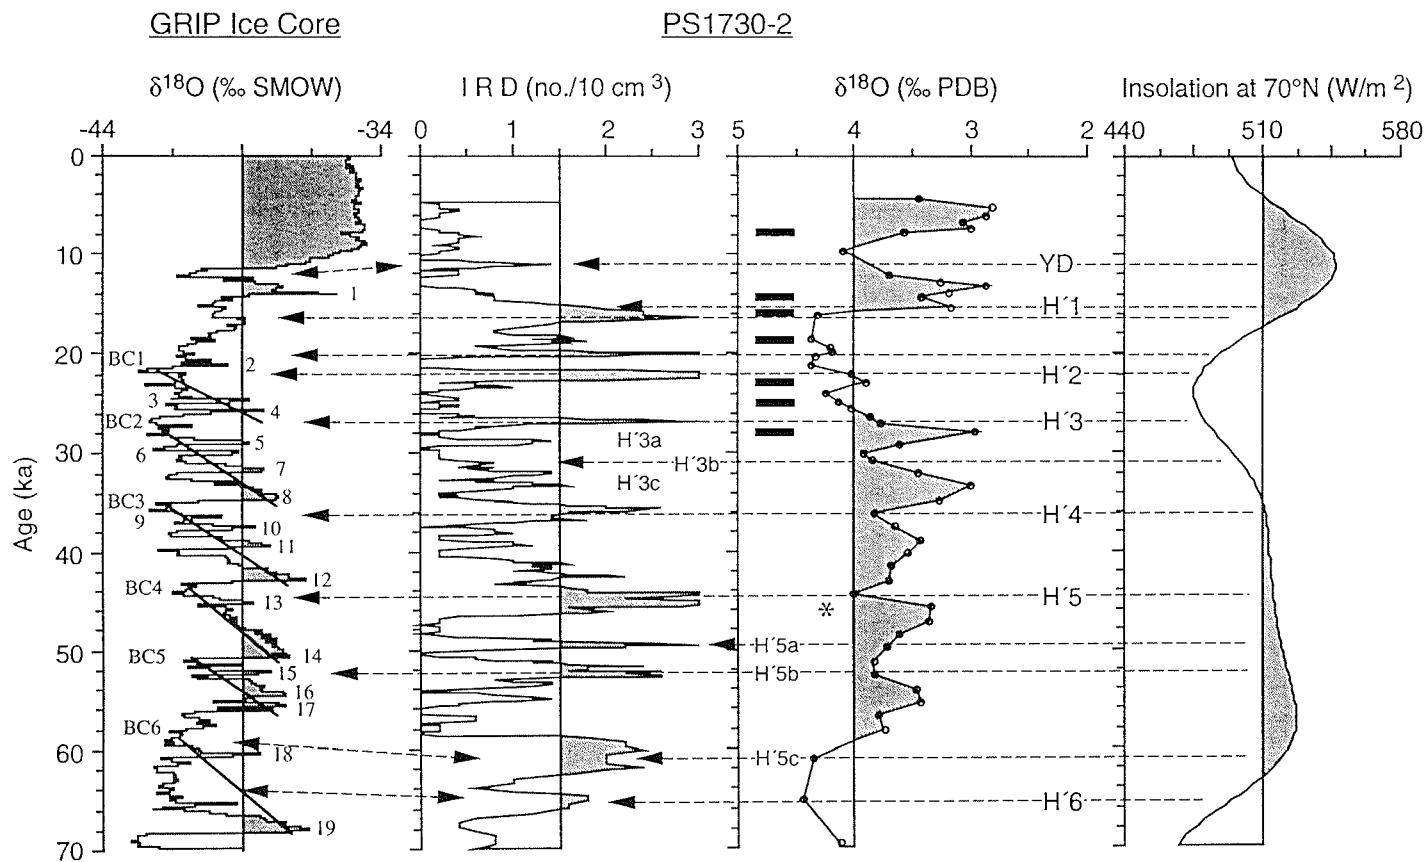 GRIP Ice Core PS1730-2
δ¹⁸O (‰ SMOW) I R D (no./10 cm ³) δ¹⁸O (‰ PDB) Insolation at 70°N (W/m ²)
-44 -34 0 1 2 3 5 4 3 2 440 510 580
0
10
YD
1
H´1
20
BC1
2
H´2
3
4
BC2
H´3
5
H´3a
6
30
7
H´3b
8
H´3c
BC3
9
H´4
10
11
40
12
BC4
13
H´5
*
50
14
H´5a
BC5
15
H´5b
16
17
BC6
18
60
H´5c
H´6
19
70
Age (ka)